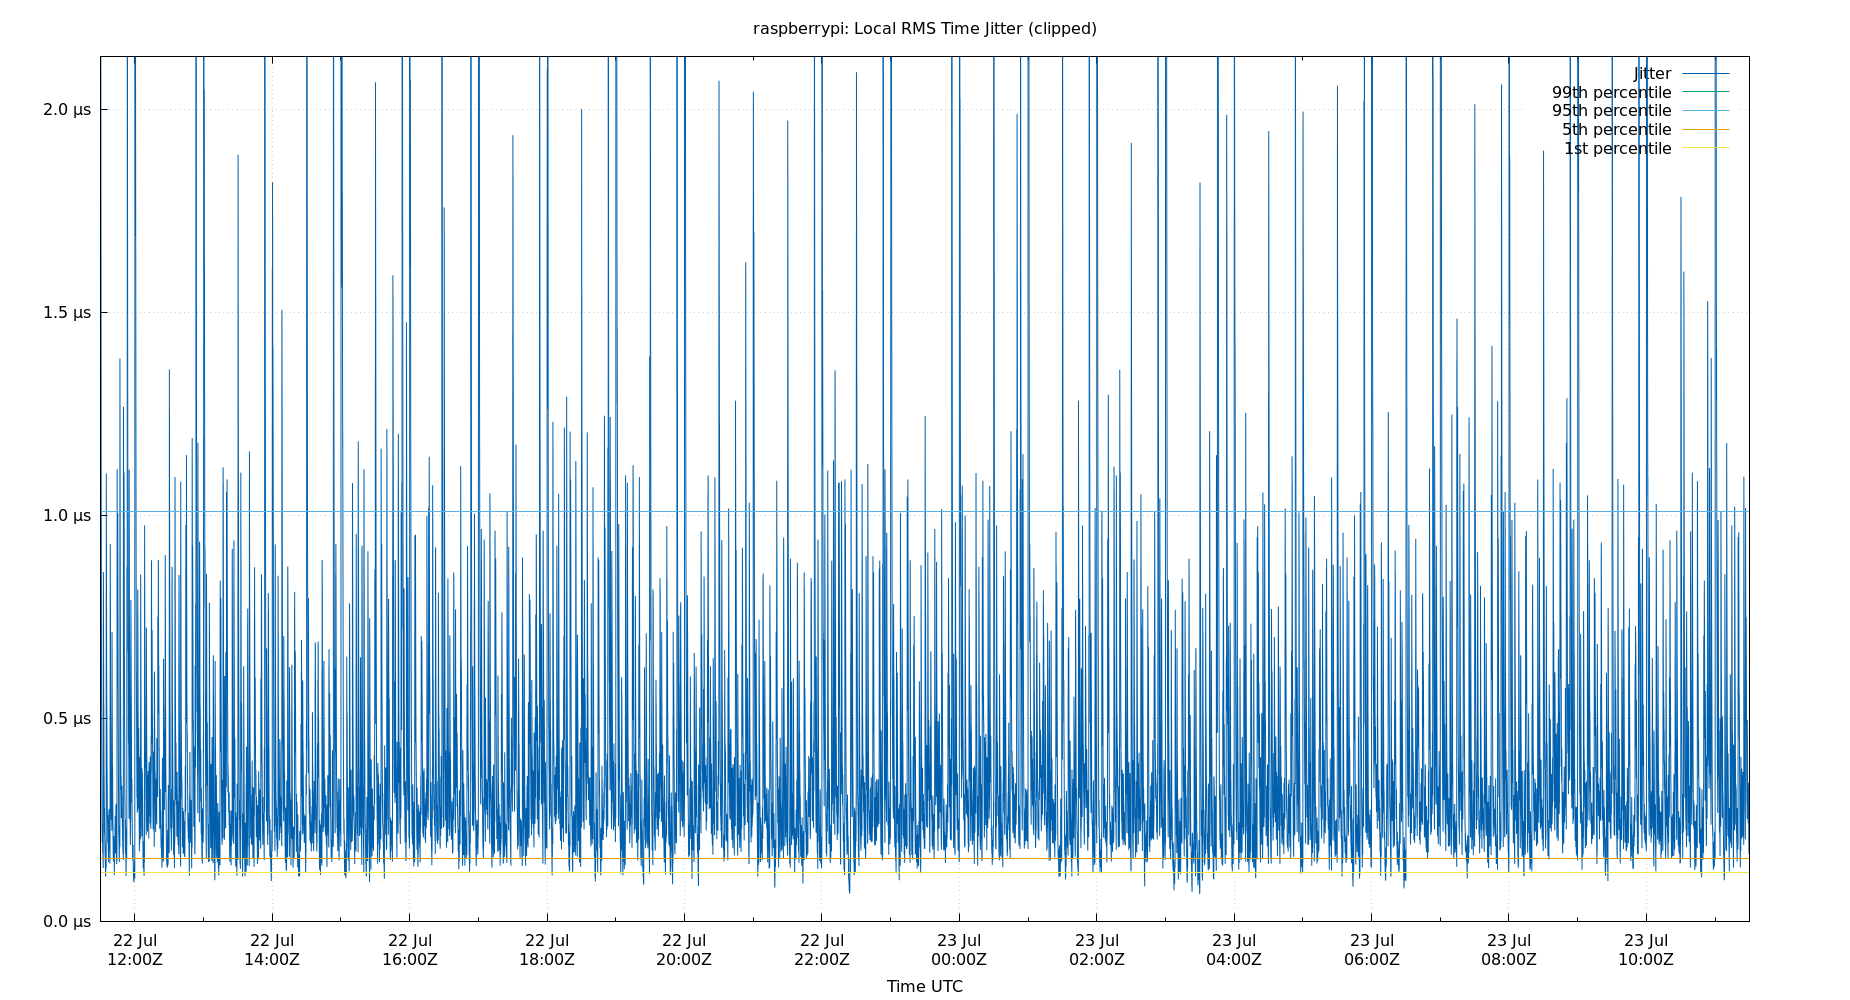 raspberrypi: Local RMS Time Jitter (clipped)
Jitter
99th percentile
95th percentile
5th percentile
1st percentile
2.0 µs
1.5 µs
1.0 µs
0.5 µs
0.0 µs
22 Jul 22 Jul 22 Jul 22 Jul 22 Jul 22 Jul 23 Jul 23 Jul 23 Jul 23 Jul 23 Jul 23 Jul
12:00Z 14:00Z 16:00Z 18:00Z 20:00Z 22:00Z 00:00Z 02:00Z 04:00Z 06:00Z 08:00Z 10:00Z
Time UTC